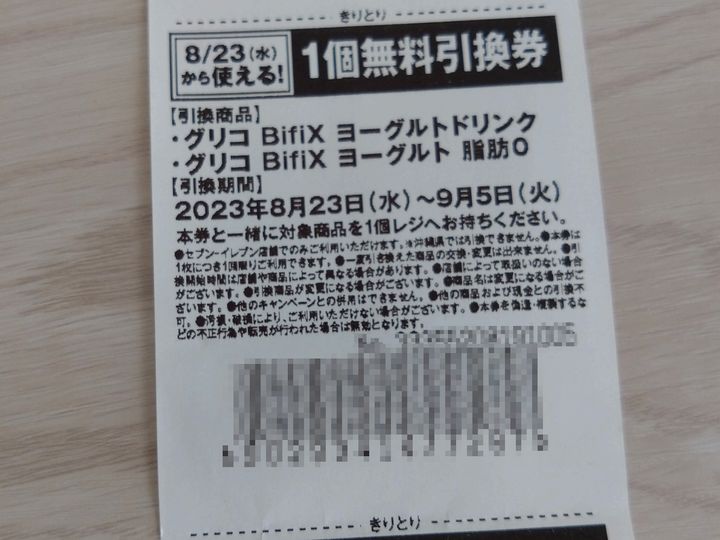 きりとり
8/23(水)
から使える!
1個無料引換券
【引換商品】
・グリコ BifiX ヨーグルトドリンク
・グリコ BifiX ヨーグルト 脂肪0
【引換期間】
2023年8月23日(水)～9月5日(火)
本券と一緒に対象商品を1個レジへお持ちください。
●セブン-イレブン店舗でのみご利用いただけます。※沖縄県では引換できません。●本券は
1枚につき1個限りご利用できます。●一度引き換えた商品の交換・変更は出来ません。●引
換開始時間は店舗や商品によって異なる場合があります。●店舗によって取扱いのない場合
がございます。●引換商品が変更になる場合がございます。●商品名は変更になる場合がご
ざいます。●他のキャンペーンとの併用はできません。●他の商品および現金との引換不
可。●汚損・破損により、ご利用いただけない場合がございます。●本券を偽造・複製するな
どの不正行為や転売が行われた場合は無効となります。
きりとり